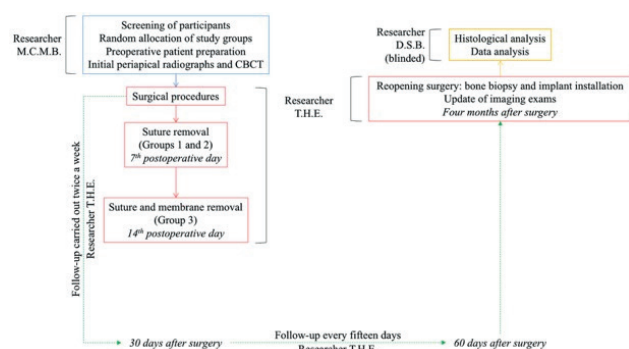 Researcher
M.C.M.B.
Screening of participants
Random allocation of study groups
Preoperative patient preparation
Initial periapical radiographs and CBCT
Surgical procedures
Suture removal
(Groups 1 and 2)
7th postoperative day
Suture and membrane removal
(Group 3)
14th postoperative day
Researcher
T.H.E.
Follow-up carried out twice a week
Researcher T.H.E.
30 days after surgery
Follow-up every fifteen days
Researcher T.H.E.
60 days after surgery
Reopening surgery: bone biopsy and implant installation
Update of imaging exams
Four months after surgery
Researcher
D.S.B.
(blinded)
Histological analysis
Data analysis